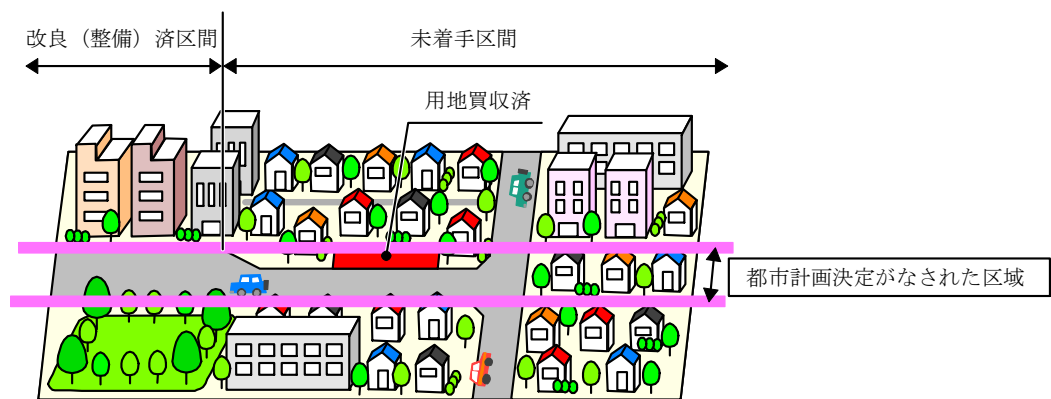 改良（整備）済区間
未着手区間
用地買収済
都市計画決定がなされた区域